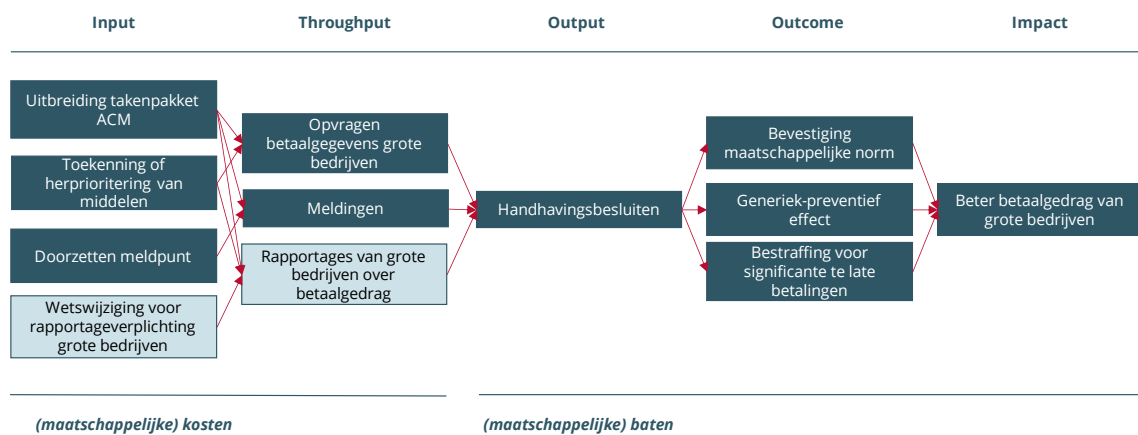 Input
Throughput
Output
Outcome
Impact
Uitbreiding takenpakket
ACM
Toekenning of
herprioritering van
middelen
Doorzetten meldpunt
Wetswijziging voor
rapportageverplichting
grote bedrijven
Opvragen
betaalgegevens grote
bedrijven
Meldingen
Rapportages van grote
bedrijven over
betaalgedrag
Handhavingsbesluiten
Bevestiging
maatschappelijke norm
Generiek-preventief
effect
Bestraffing voor
significante te late
betalingen
Beter betaalgedrag van
grote bedrijven
(maatschappelijke) kosten
(maatschappelijke) baten